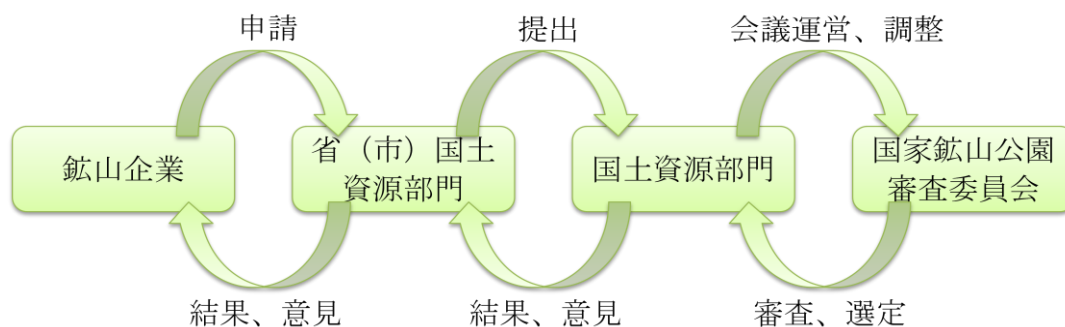 申請
提出
会議運営、調整
鉱山企業
省（市）国土
資源部門
国土資源部門
国家鉱山公園
審査委員会
結果、意見
結果、意見
審査、選定